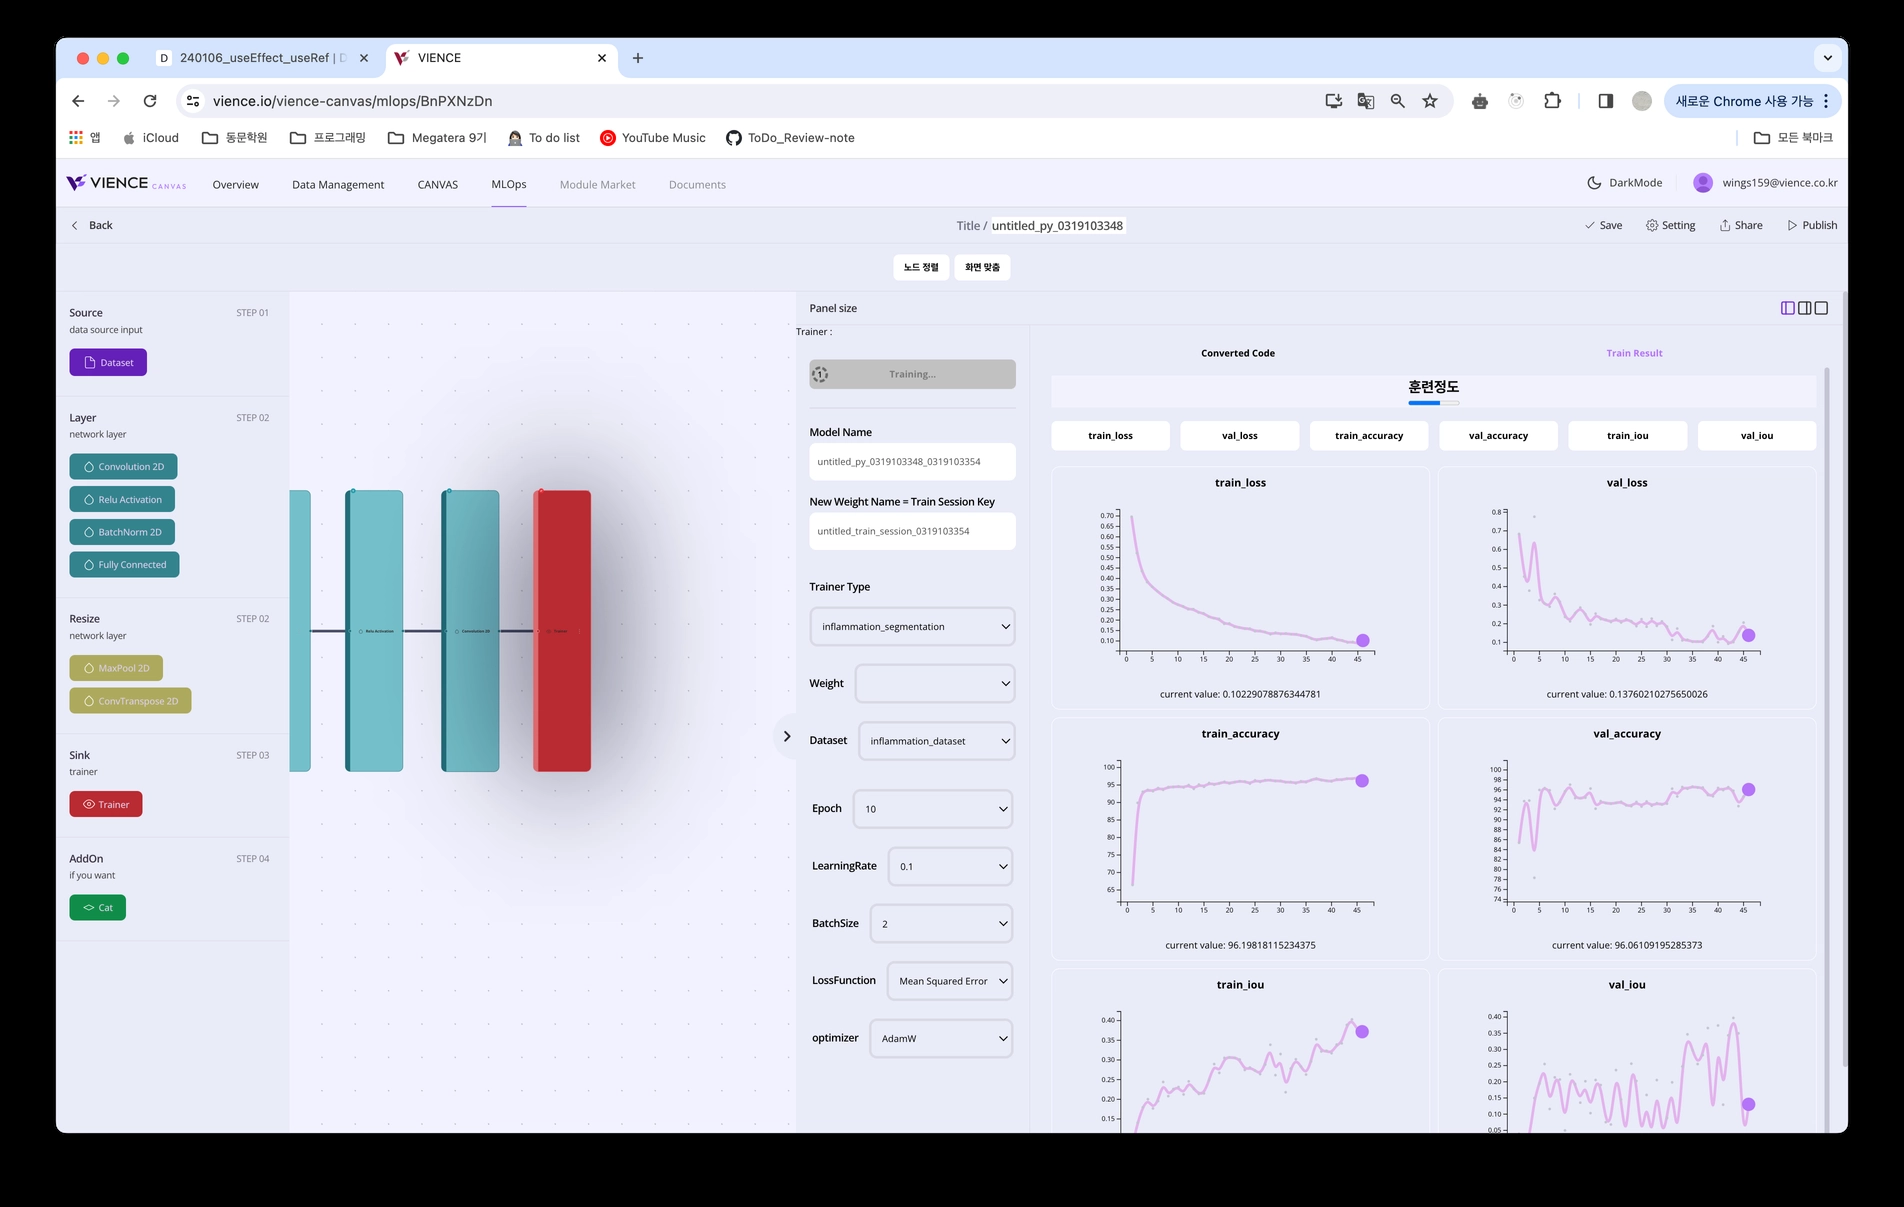 D 240106_useEffect_useRef | D
VIENCE
vience.io/vience-canvas/mlops/BnPXNzDn
새로운 Chrome 사용 가능
앱
iCloud
동문학원
프로그래밍
Megatera 9기
To do list
YouTube Music
ToDo_Review-note
모든 북마크
VIENCE CANVAS
Overview
Data Management
CANVAS
MLOps
Module Market
Documents
DarkMode
wings159@vience.co.kr
Back
Title / untitled_py_0319103348
Save
Setting
Share
Publish
노드 정렬
화면 맞춤
Source STEP 01
data source input
Dataset
Layer STEP 02
network layer
Convolution 2D
Relu Activation
BatchNorm 2D
Fully Connected
Resize STEP 02
network layer
MaxPool 2D
ConvTranspose 2D
Sink STEP 03
trainer
Trainer
AddOn STEP 04
if you want
Cat
Relu Activation
Convolution 2D
Trainer
Panel size
Trainer :
1 Training...
Model Name
untitled_py_0319103348_0319103354
New Weight Name = Train Session Key
untitled_train_session_0319103354
Trainer Type
inflammation_segmentation
Weight
Dataset inflammation_dataset
Epoch 10
LearningRate 0.1
BatchSize 2
LossFunction Mean Squared Error
optimizer AdamW
Converted Code
Train Result
훈련정도
train_loss
val_loss
train_accuracy
val_accuracy
train_iou
val_iou
train_loss
0.70
0.65
0.60
0.55
0.50
0.45
0.40
0.35
0.30
0.25
0.20
0.15
0.10
0 5 10 15 20 25 30 35 40 45
current value: 0.10229078876344781
val_loss
0.8
0.7
0.6
0.5
0.4
0.3
0.2
0.1
0 5 10 15 20 25 30 35 40 45
current value: 0.13760210275650026
train_accuracy
100
95
90
85
80
75
70
65
0 5 10 15 20 25 30 35 40 45
current value: 96.19818115234375
val_accuracy
100
98
96
94
92
90
88
86
84
82
80
78
76
74
0 5 10 15 20 25 30 35 40 45
current value: 96.06109195285373
train_iou
0.40
0.35
0.30
0.25
0.20
0.15
val_iou
0.40
0.35
0.30
0.25
0.20
0.15
0.10
0.05